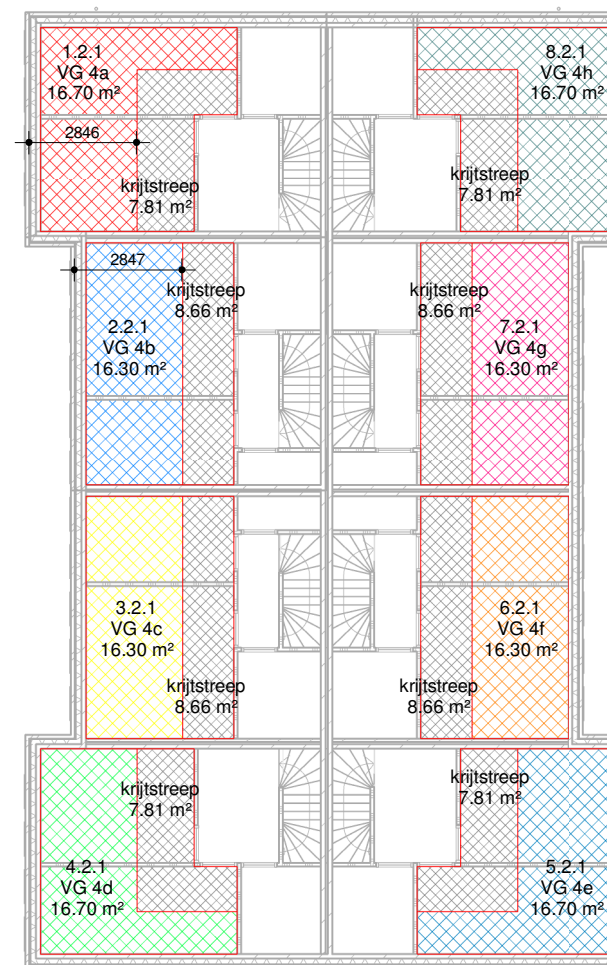 1.2.1
VG 4a
16.70 m²
8.2.1
VG 4h
16.70 m²
2846
krijtstreep
7.81 m²
krijtstreep
7.81 m²
2847
krijtstreep
8.66 m²
krijtstreep
8.66 m²
2.2.1
VG 4b
16.30 m²
7.2.1
VG 4g
16.30 m²
3.2.1
VG 4c
16.30 m²
6.2.1
VG 4f
16.30 m²
krijtstreep
8.66 m²
krijtstreep
8.66 m²
krijtstreep
7.81 m²
krijtstreep
7.81 m²
4.2.1
VG 4d
16.70 m²
5.2.1
VG 4e
16.70 m²